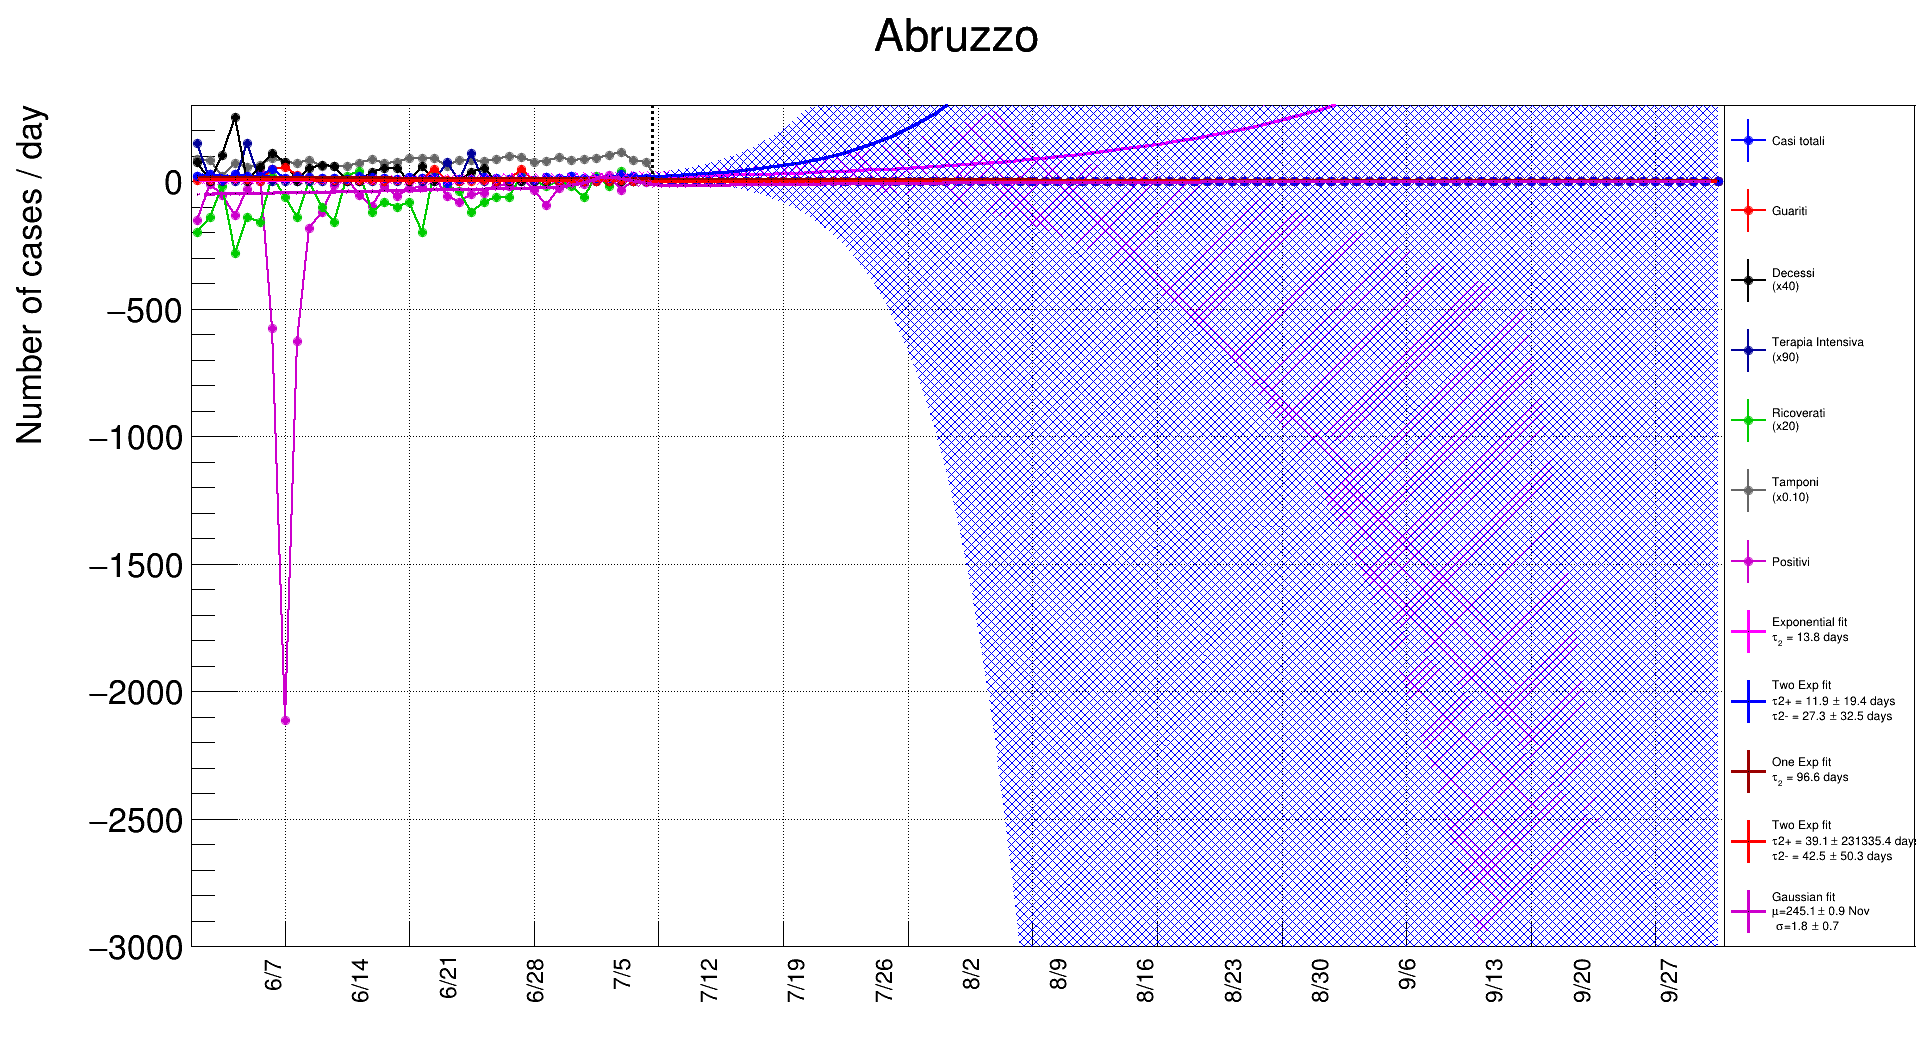 Abruzzo
Number of cases / day
0
−500
−1000
−1500
−2000
−2500
−3000
6/7
6/14
6/21
6/28
7/5
7/12
7/19
7/26
8/2
8/9
8/16
8/23
8/30
9/6
9/13
9/20
9/27
Casi totali
Guariti
Decessi
(x40)
Terapia Intensiva
(x90)
Ricoverati
(x20)
Tamponi
(x0.10)
Positivi
Exponential fit
τ2 = 13.8 days
Two Exp fit
τ2+ = 11.9 ± 19.4 days
τ2- = 27.3 ± 32.5 days
One Exp fit
τ2 = 96.6 days
Two Exp fit
τ2+ = 39.1 ± 231335.4 days
τ2- = 42.5 ± 50.3 days
Gaussian fit
μ=245.1 ± 0.9 Nov
σ=1.8 ± 0.7